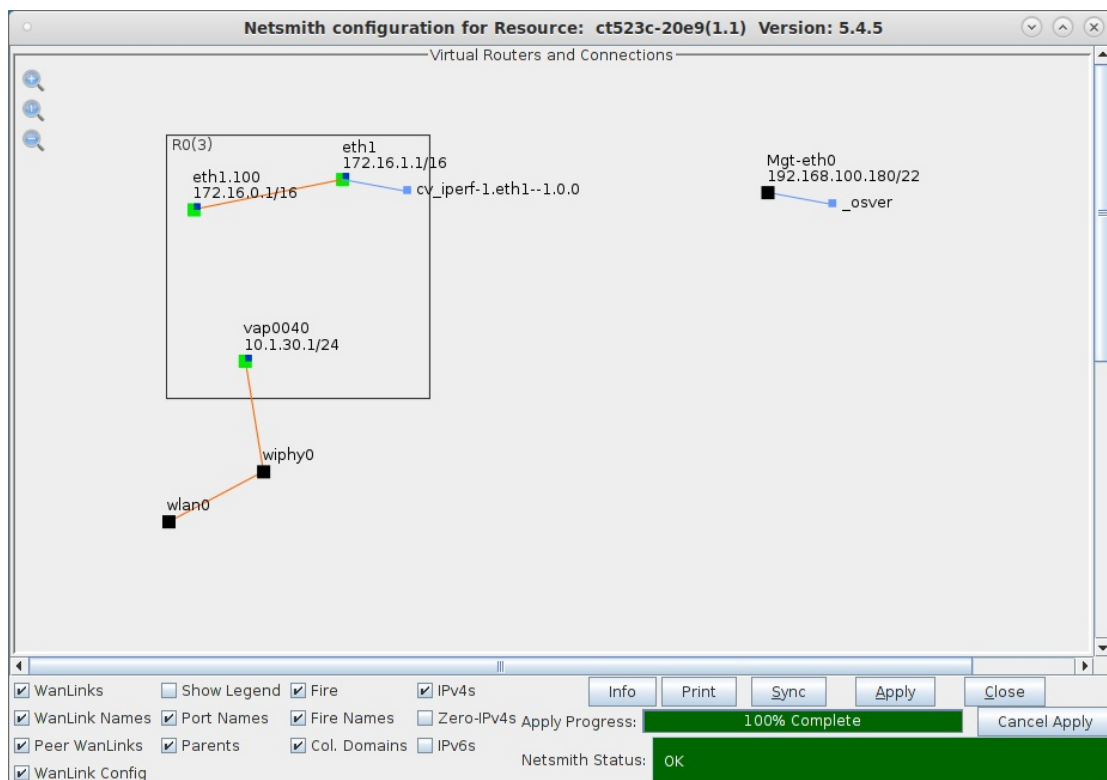 Netsmith configuration for Resource:  ct523c-20e9(1.1)  Version: 5.4.5
Virtual Routers and Connections
R0(3)
eth1
172.16.1.1/16
eth1.100
172.16.0.1/16
cv_iperf-1.eth1--1.0.0
Mgt-eth0
192.168.100.180/22
_osver
vap0040
10.1.30.1/24
wiphy0
wlan0
WanLinks
Show Legend
Fire
IPv4s
Info
Print
Sync
Apply
Close
WanLink Names
Port Names
Fire Names
Zero-IPv4s
Apply Progress:
100% Complete
Cancel Apply
Peer WanLinks
Parents
Col. Domains
IPv6s
Netsmith Status:
OK
WanLink Config